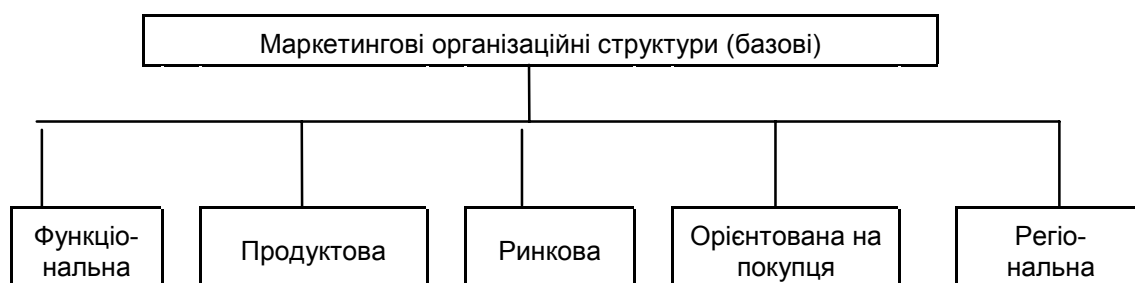 Маркетингові організаційні структури (базові)
Функціо-
нальна
Продуктова
Ринкова
Орієнтована на
покупця
Регіо-
нальна